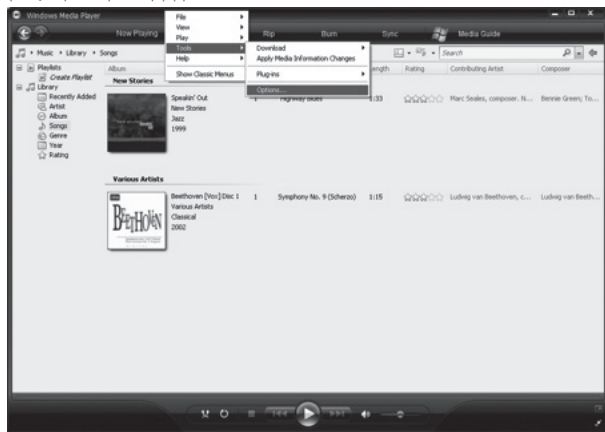 Windows Media Player
Now Playing
Rip
Burn
Sync
Media Guide
File
View
Play
Tools
Help
Show Classic Menus
Download
Apply Media Information Changes
Plug-ins
Options...
Music
Library
Songs
Search
Playlists
Create Playlist
Library
Recently Added
Artist
Album
Songs
Genre
Year
Rating
Album
ength
Rating
Contributing Artist
Composer
New Stories
Speakin' Out
New Stories
Jazz
1999
1
Highway Blues
1:33
Marc Seales, composer. N...
Bennie Green; To...
Various Artists
BEETHOVEN
Beethoven [Vox] Disc 1
Various Artists
Classical
2002
1
Symphony No. 9 (Scherzo)
1:15
Ludwig van Beethoven, c...
Ludwig van Beeth...